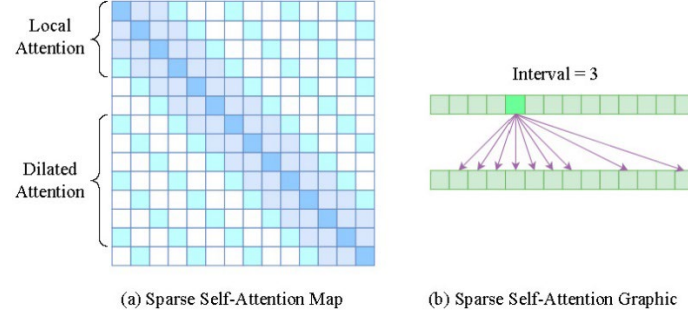 Local
Attention
Interval = 3
Dilated
Attention
(a) Sparse Self-Attention Map
(b) Sparse Self-Attention Graphic